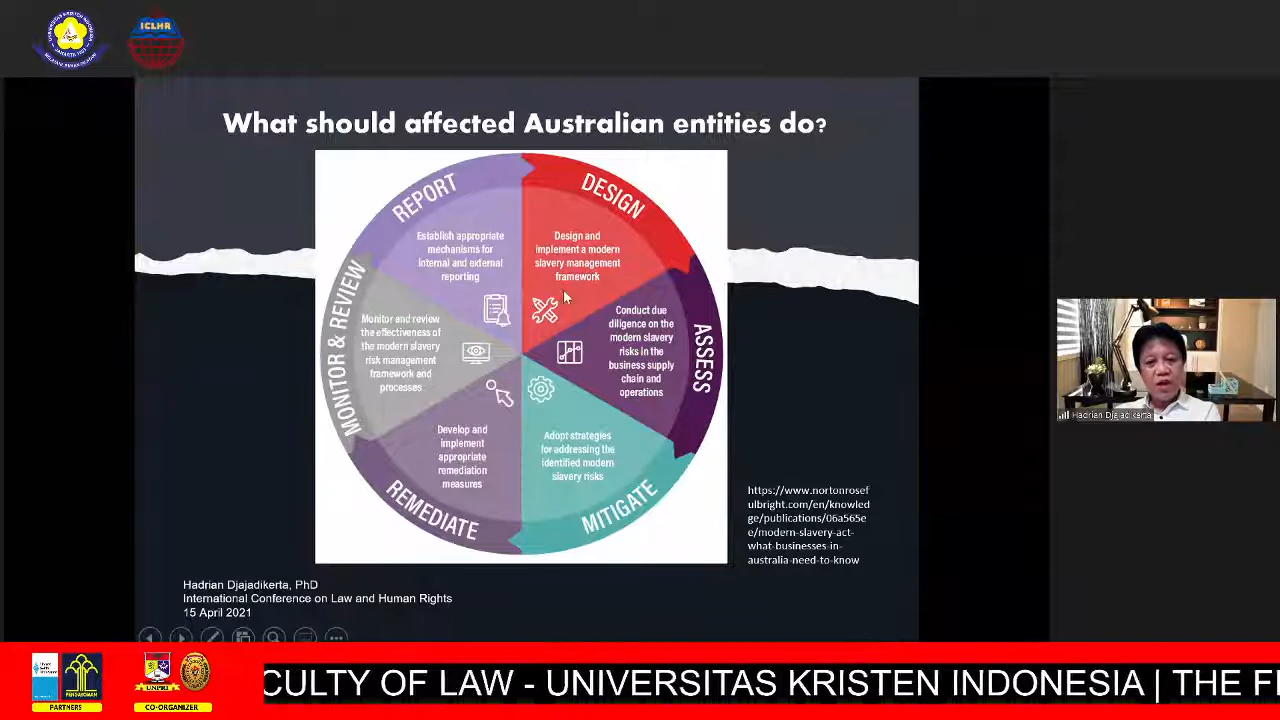 ICLHR
What should affected Australian entities do?
REPORT
Establish appropriate
mechanisms for
internal and external
reporting
DESIGN
Design and
implement a modern
slavery management
framework
ASSESS
Conduct due
diligence on the
modern slavery
risks in the
business supply
chain and
operations
MITIGATE
Adopt strategies
for addressing the
identified modern
slavery risks
REMEDIATE
Develop and
implement
appropriate
remediation
measures
MONITOR & REVIEW
Monitor and review
the effectiveness of
the modern slavery
risk management
framework and
processes
https://www.nortonrosef
ulbright.com/en/knowled
ge/publications/06a565e
e/modern-slavery-act-
what-businesses-in-
australia-need-to-know
Hadrian Djajadikerta, PhD
International Conference on Law and Human Rights
15 April 2021
Hadrian Djajadikerta
PENGAYOMAN
PARTNERS
UNPRI
CO-ORGANIZER
CULTY OF LAW - UNIVERSITAS KRISTEN INDONESIA | THE F